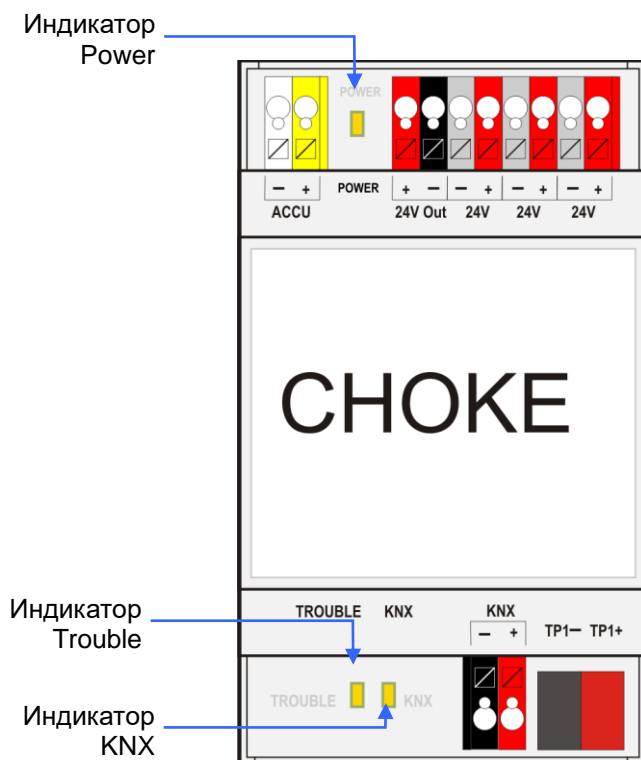 Индикатор
Power
POWER
− + POWER + − − + − + − +
ACCU 24V Out 24V 24V 24V
CHOKE
Индикатор
Trouble
TROUBLE KNX KNX
− + TP1− TP1+
TROUBLE KNX
Индикатор
KNX